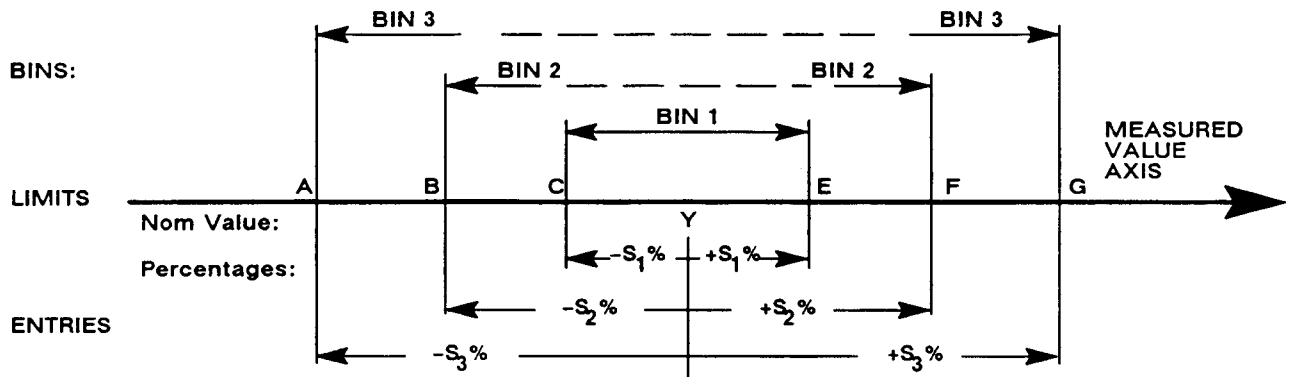 BIN 3 BIN 3
BINS:
BIN 2 BIN 2
BIN 1
MEASURED
VALUE
AXIS
LIMITS A B C E F G
Nom Value: Y
Percentages: -S1% +S1%
-S2% +S2%
ENTRIES
-S3% +S3%